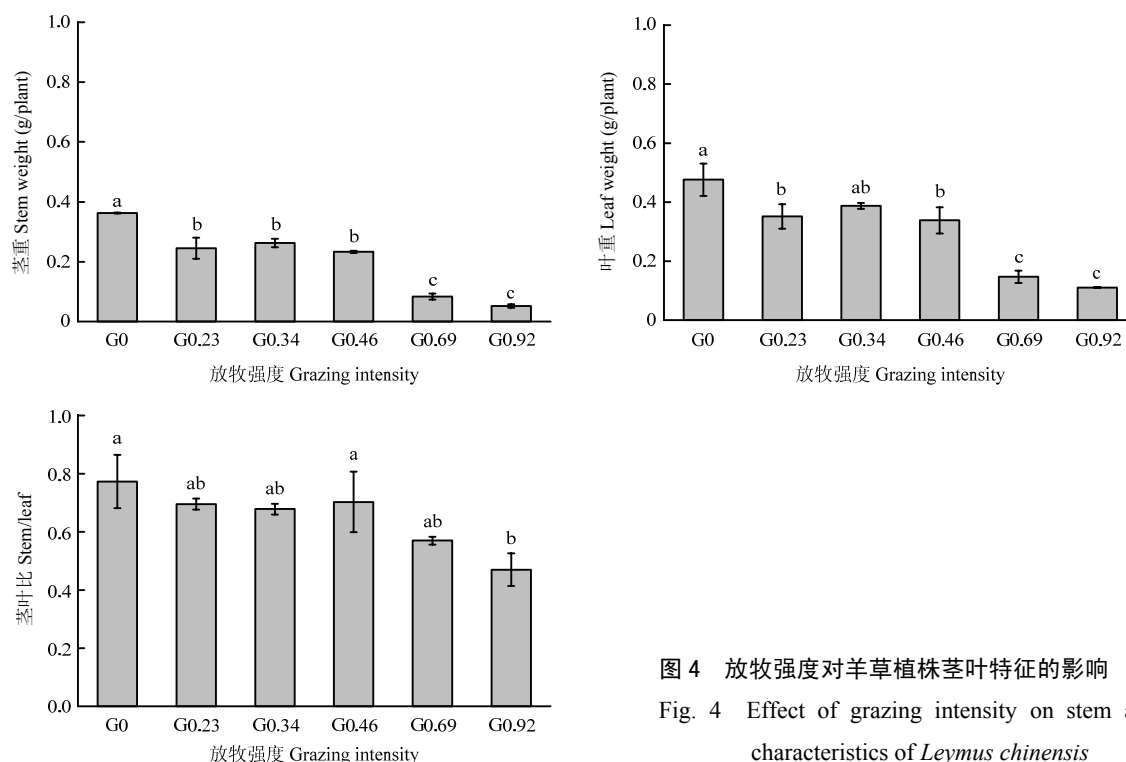 1.0
0.8
0.6
0.4
0.2
0
茎重 Stem weight (g/plant)
a
b
b
b
c
c
G0 G0.23 G0.34 G0.46 G0.69 G0.92
放牧强度 Grazing intensity
1.0
0.8
0.6
0.4
0.2
0
叶重 Leaf weight (g/plant)
a
b
ab
b
c
c
G0 G0.23 G0.34 G0.46 G0.69 G0.92
放牧强度 Grazing intensity
1.0
0.8
0.6
0.4
0.2
0.0
茎叶比 Stem/leaf
a
ab
ab
a
ab
b
G0 G0.23 G0.34 G0.46 G0.69 G0.92
放牧强度 Grazing intensity
图 4 放牧强度对羊草植株茎叶特征的影响
Fig. 4 Effect of grazing intensity on stem a
characteristics of Leymus chinensis